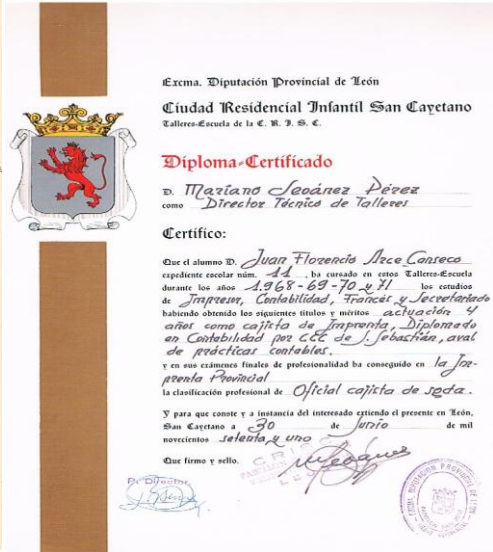 Excma. Diputación Provincial de León
Ciudad Residencial Infantil San Cayetano
Talleres-Escuela de la C. R. I. S. C.
Diploma-Certificado
D. Mariano Seoánez Pérez
como Director Técnico de Talleres
Certifico:
Que el alumno D. Juan Florencio Arce Canseco
expediente escolar núm. 11, ha cursado en estos Talleres-Escuela
durante los años 1.968-69-70 y 71 los estudios
de Impresor, Contabilidad, Francés y Secretariado
habiendo obtenido los siguientes títulos y méritos actuación 4
años como cajista de Imprenta, Diplomado
en Contabilidad por CCC de S. Sebastián, aval
de prácticas contables.
y en sus exámenes finales de profesionalidad ha conseguido en la Im-
prenta Provincial
la clasificación profesional de Oficial cajista de segda.
Y para que conste y a instancia del interesado extiendo el presente en León,
San Cayetano a 30 de Junio de mil
novecientos setenta y uno
Que firmo y sello.
C R I S
Director